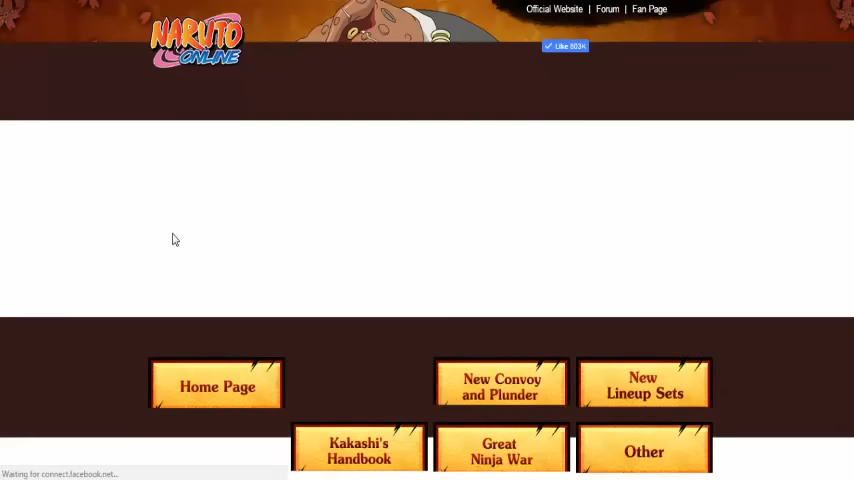 Official Website | Forum | Fan Page
NARUTO
ONLINE
Like 803K
Home Page
New Convoy
and Plunder
New
Lineup Sets
Kakashi's
Handbook
Great
Ninja War
Other
Waiting for connect.facebook.net...